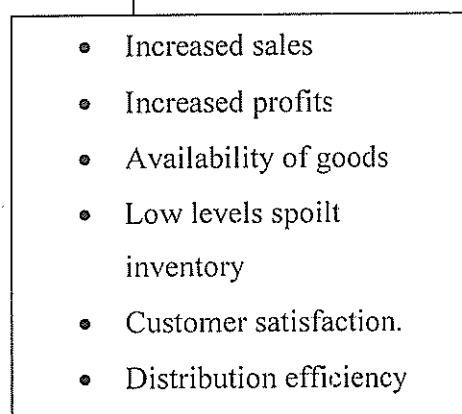 • Increased sales
• Increased profits
• Availability of goods
• Low levels spoilt
inventory
• Customer satisfaction.
• Distribution efficiency